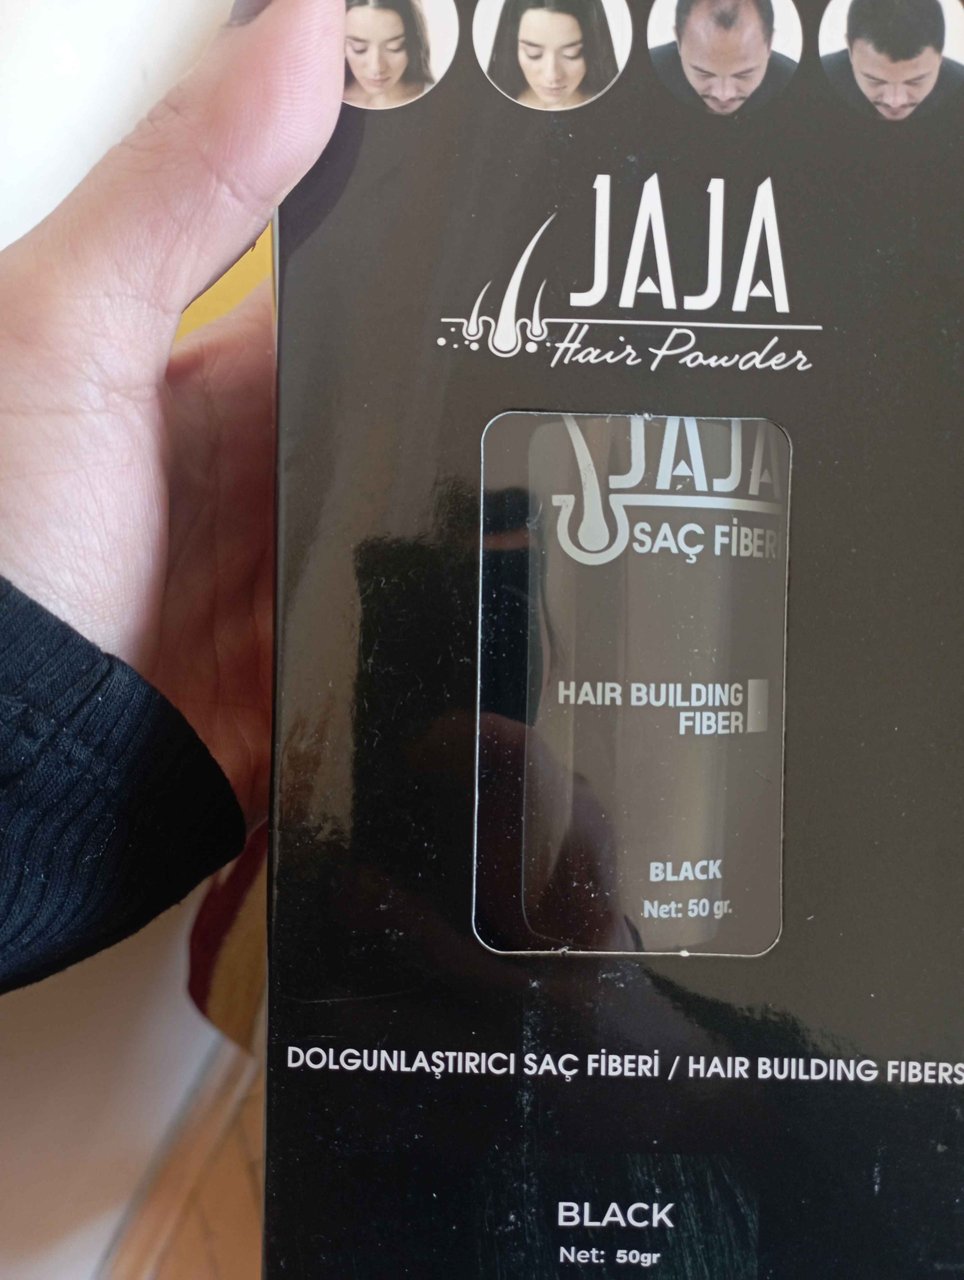 JAJA
Hair Powder
JAJA
SAÇ FİBER
HAIR BUILDING
FIBER
BLACK
Net: 50 gr.
DOLGUNLAŞTIRICI SAÇ FİBERİ / HAIR BUILDING FIBERS
BLACK
Net: 50gr